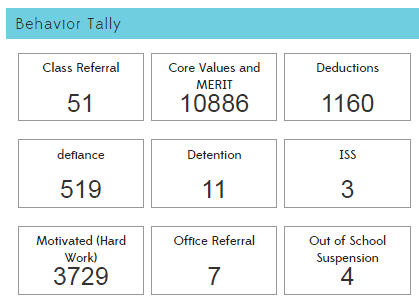 Behavior Tally
Class Referral
51
Core Values and
MERIT
10886
Deductions
1160
defiance
519
Detention
11
ISS
3
Motivated (Hard
Work)
3729
Office Referral
7
Out of School
Suspension
4